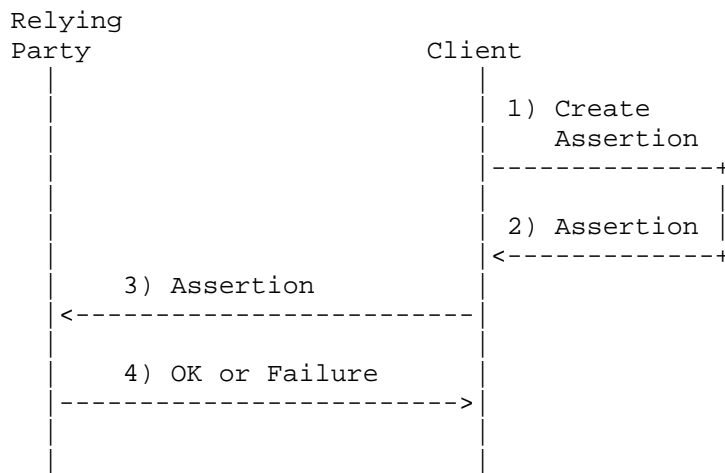 Relying
Party Client
1) Create
Assertion
2) Assertion
3) Assertion
4) OK or Failure